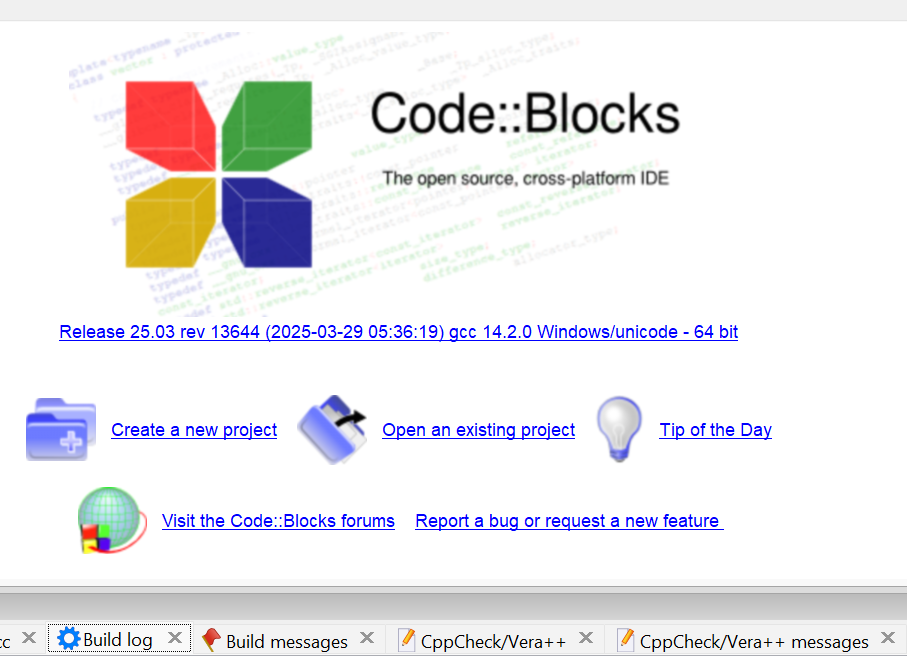 Code::Blocks
The open source, cross-platform IDE
Release 25.03 rev 13644 (2025-03-29 05:36:19) gcc 14.2.0 Windows/unicode - 64 bit
Create a new project
Open an existing project
Tip of the Day
Visit the Code::Blocks forums
Report a bug or request a new feature
Build log
Build messages
CppCheck/Vera++
CppCheck/Vera++ messages